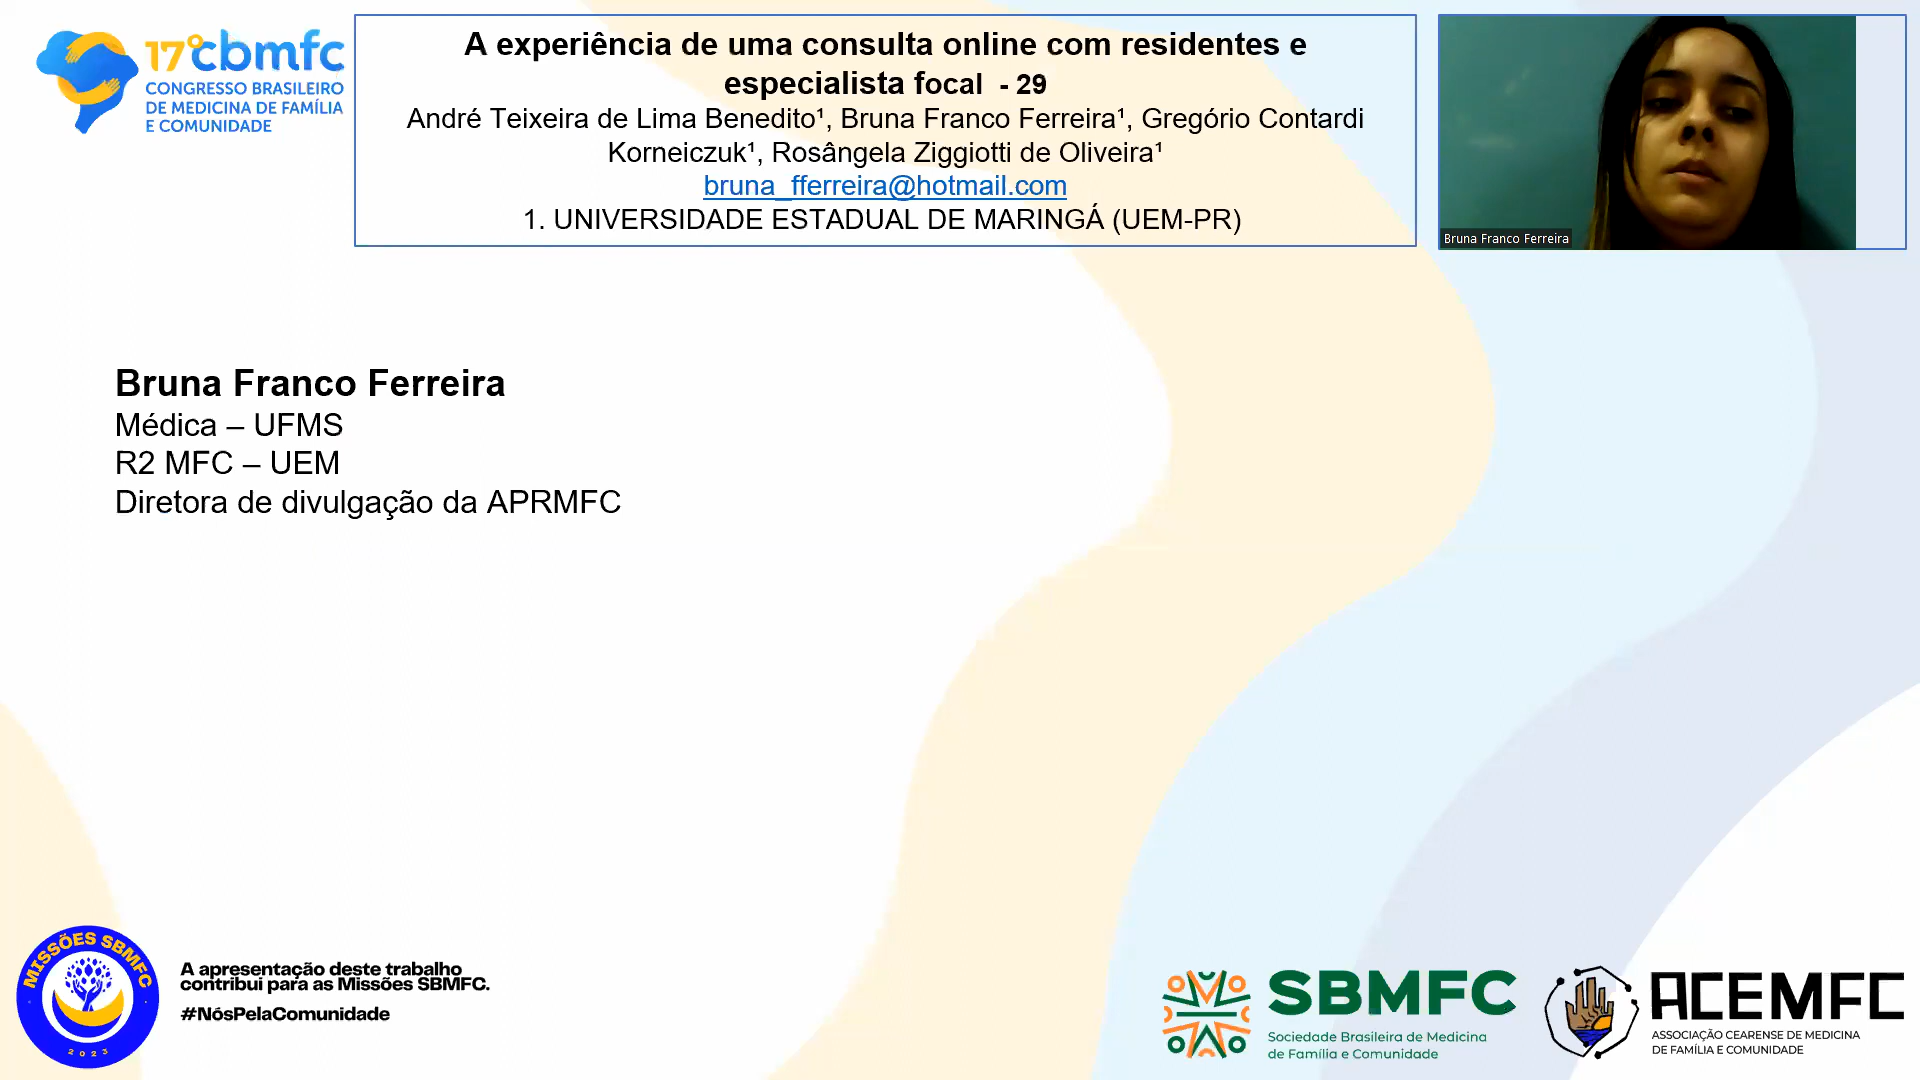 17º cbmfc
CONGRESSO BRASILEIRO
DE MEDICINA DE FAMÍLIA
E COMUNIDADE
A experiência de uma consulta online com residentes e
especialista focal - 29
André Teixeira de Lima Benedito¹, Bruna Franco Ferreira¹, Gregório Contardi
Korneiczuk¹, Rosângela Ziggiotti de Oliveira¹
bruna_fferreira@hotmail.com
1. UNIVERSIDADE ESTADUAL DE MARINGÁ (UEM-PR)
Bruna Franco Ferreira
Bruna Franco Ferreira
Médica – UFMS
R2 MFC – UEM
Diretora de divulgação da APRMFC
MISSÕES SBMFC
2023
A apresentação deste trabalho
contribui para as Missões SBMFC.
#NósPelaComunidade
SBMFC
Sociedade Brasileira de Medicina
de Família e Comunidade
ACEMFC
ASSOCIAÇÃO CEARENSE DE MEDICINA
DE FAMÍLIA E COMUNIDADE